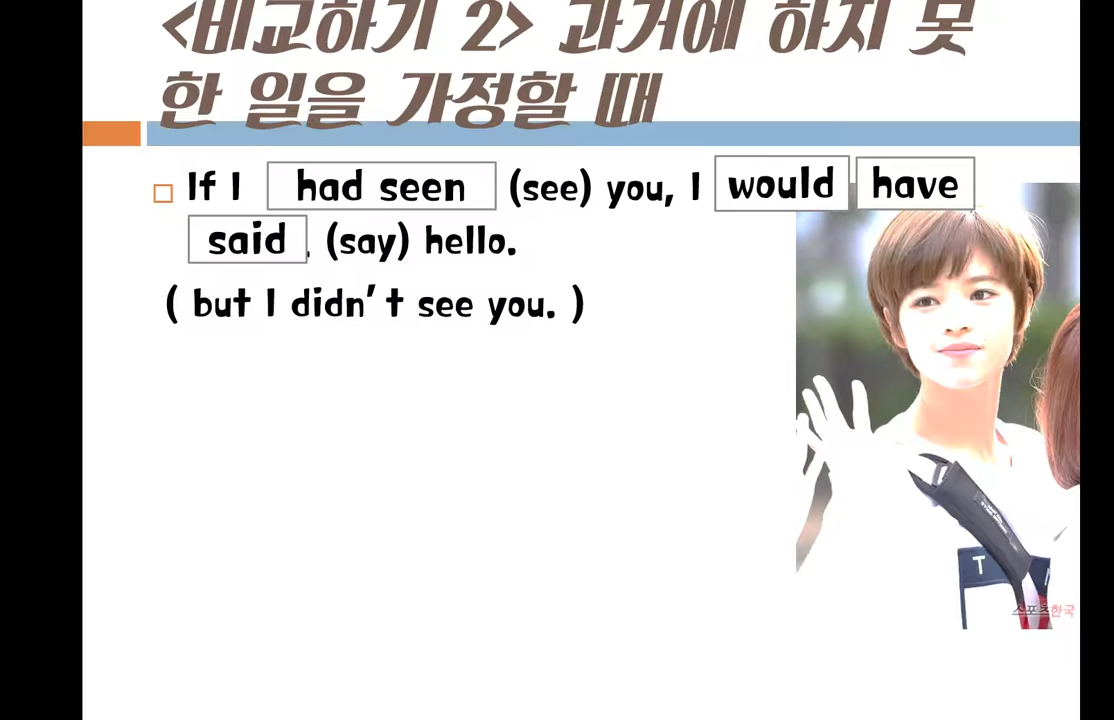 <비교하기 2> 과거에 하지 못
한 일을 가정할 때
If I had seen (see) you, I would have
said . (say) hello.
( but I didn't see you. )
T
스포츠한국